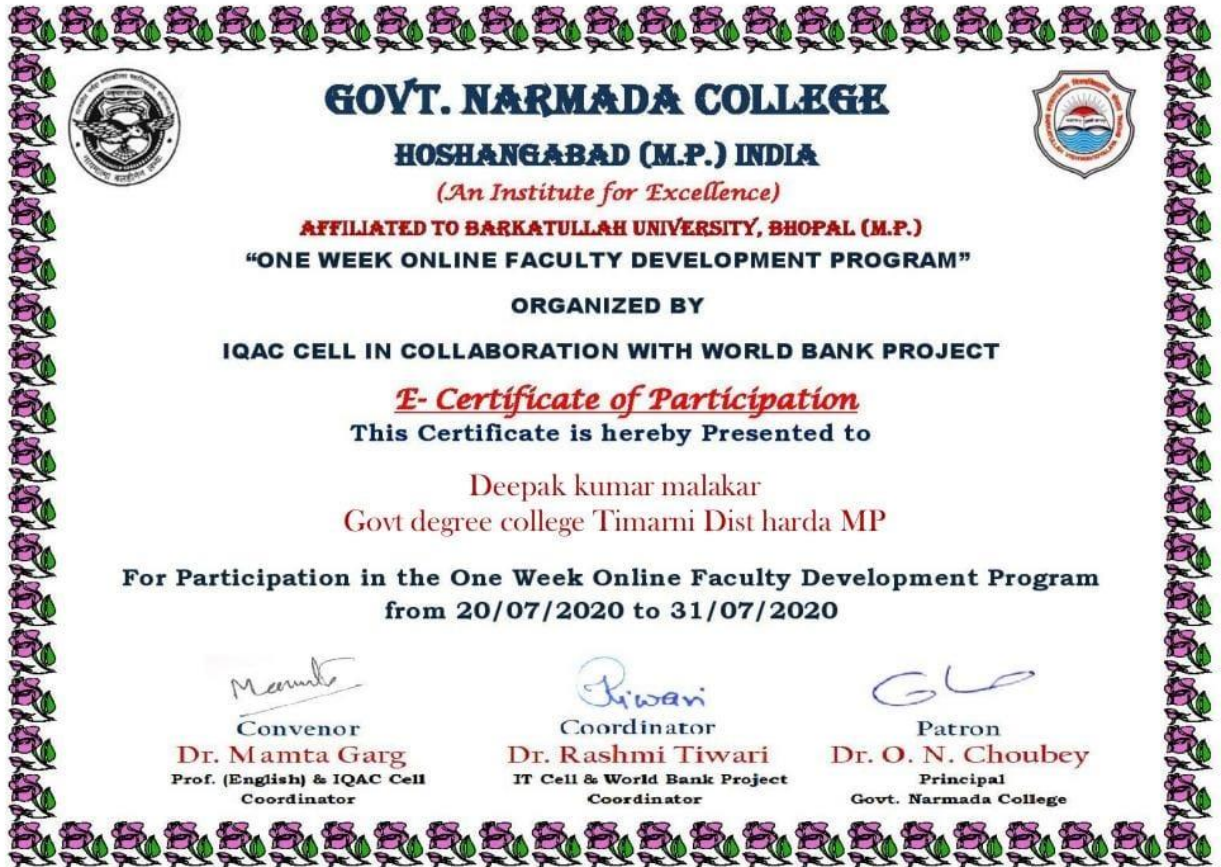 GOVT. NARMADA COLLEGE
HOSHANGABAD (M.P.) INDIA
(An Institute for Excellence)
AFFILIATED TO BARKATULLAH UNIVERSITY, BHOPAL (M.P.)
“ONE WEEK ONLINE FACULTY DEVELOPMENT PROGRAM”
ORGANIZED BY
IQAC CELL IN COLLABORATION WITH WORLD BANK PROJECT
E- Certificate of Participation
This Certificate is hereby Presented to
Deepak kumar malakar
Govt degree college Timarni Dist harda MP
For Participation in the One Week Online Faculty Development Program
from 20/07/2020 to 31/07/2020
Convenor
Dr. Mamta Garg
Prof. (English) & IQAC Cell
Coordinator
Tiwari
Coordinator
Dr. Rashmi Tiwari
IT Cell & World Bank Project
Coordinator
Patron
Dr. O. N. Choubey
Principal
Govt. Narmada College